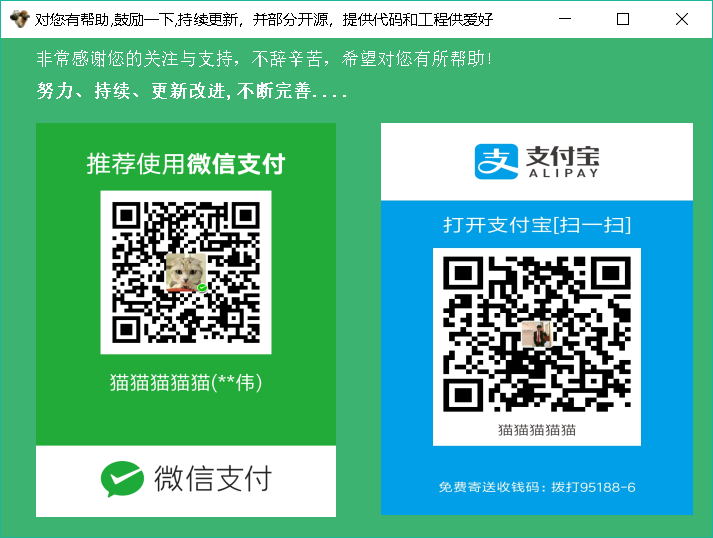 对您有帮助,鼓励一下,持续更新，并部分开源，提供代码和工程供爱好
非常感谢您的关注与支持，不辞辛苦，希望对您有所帮助!
努力、持续、更新改进,不断完善....
推荐使用微信支付
猫猫猫猫猫(**伟)
微信支付
支付宝
ALIPAY
打开支付宝[扫一扫]
猫猫猫猫猫
免费寄送收钱码：拨打95188-6